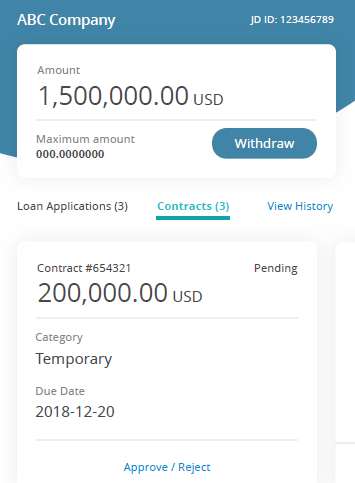 ABC Company
JD ID: 123456789
Amount
1,500,000.00 USD
Maximum amount
000.0000000
Withdraw
Loan Applications (3)
Contracts (3)
View History
Contract #654321
Pending
200,000.00 USD
Category
Temporary
Due Date
2018-12-20
Approve / Reject